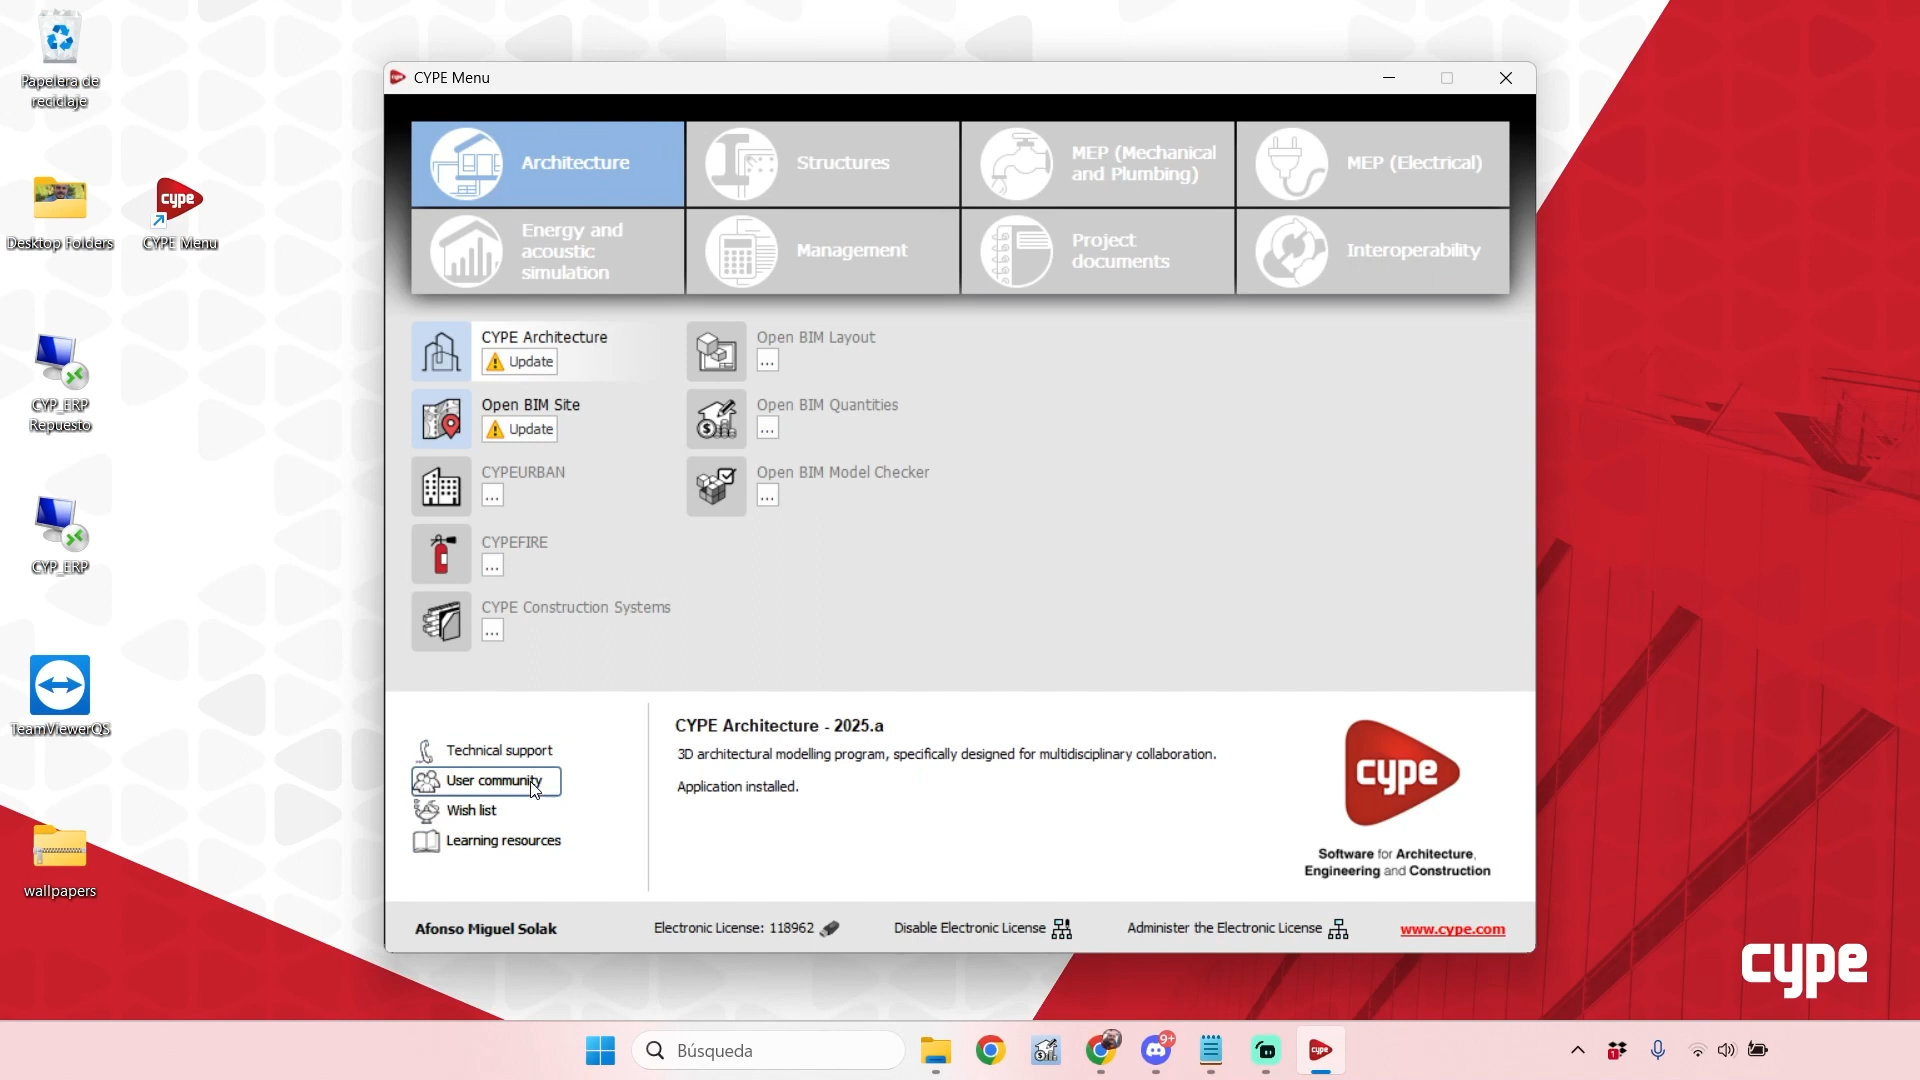 Papelera de
reciclaje
Desktop Folders
cype
CYPE Menu
CYP_ERP
Repuesto
CYP_ERP
TeamViewerQS
wallpapers
CYPE Menu
Architecture
Structures
MEP (Mechanical
and Plumbing)
MEP (Electrical)
Energy and
acoustic
simulation
Management
Project
documents
Interoperability
CYPE Architecture
Update
Open BIM Site
Update
CYPEURBAN
...
CYPEFIRE
...
CYPE Construction Systems
...
Open BIM Layout
...
Open BIM Quantities
...
Open BIM Model Checker
...
Technical support
User community
Wish list
Learning resources
CYPE Architecture - 2025.a
3D architectural modelling program, specifically designed for multidisciplinary collaboration.
Application installed.
cype
Software for Architecture,
Engineering and Construction
Afonso Miguel Solak
Electronic License: 118962
Disable Electronic License
Administer the Electronic License
www.cype.com
cype
Búsqueda
9+
cype
1